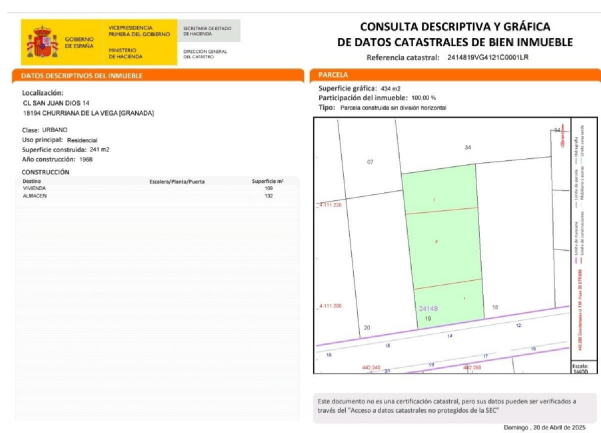 GOBIERNO
DE ESPAÑA
VICEPRESIDENCIA
PRIMERA DEL GOBIERNO
MINISTERIO
DE HACIENDA
SECRETARÍA DE ESTADO
DE HACIENDA
DIRECCIÓN GENERAL
DEL CATASTRO
CONSULTA DESCRIPTIVA Y GRÁFICA
DE DATOS CATASTRALES DE BIEN INMUEBLE
Referencia catastral: 2414819VG4121C0001LR
DATOS DESCRIPTIVOS DEL INMUEBLE
Localización:
CL SAN JUAN DIOS 14
18194 CHURRIANA DE LA VEGA [GRANADA]
Clase: URBANO
Uso principal: Residencial
Superficie construida: 241 m2
Año construcción: 1968
CONSTRUCCIÓN
Destino Escalera/Planta/Puerta Superficie m²
VIVIENDA 109
ALMACEN 132
PARCELA
Superficie gráfica: 434 m2
Participación del inmueble: 100,00 %
Tipo: Parcela construida sin división horizontal
94
34
07
24148
19
18
20
12
14
16
17
19
18
Escala:
Este documento no es una certificación catastral, pero sus datos pueden ser verificados a
través del "Acceso a datos catastrales no protegidos de la SEC"
Domingo , 20 de Abril de 2025